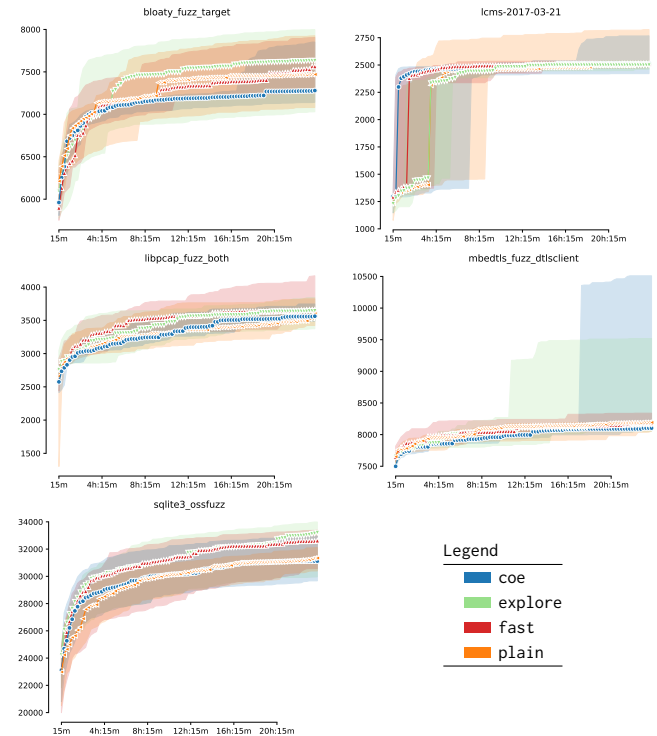 bloaty_fuzz_target
8000
7500
7000
6500
6000
15m 4h:15m 8h:15m 12h:15m 16h:15m 20h:15m
lcms-2017-03-21
2750
2500
2250
2000
1750
1500
1250
1000
15m 4h:15m 8h:15m 12h:15m 16h:15m 20h:15m
libpcap_fuzz_both
4000
3500
3000
2500
2000
1500
15m 4h:15m 8h:15m 12h:15m 16h:15m 20h:15m
mbedtls_fuzz_dtlsclient
10500
10000
9500
9000
8500
8000
7500
15m 4h:15m 8h:15m 12h:15m 16h:15m 20h:15m
sqlite3_ossfuzz
34000
32000
30000
28000
26000
24000
22000
20000
15m 4h:15m 8h:15m 12h:15m 16h:15m 20h:15m
Legend
coe
explore
fast
plain